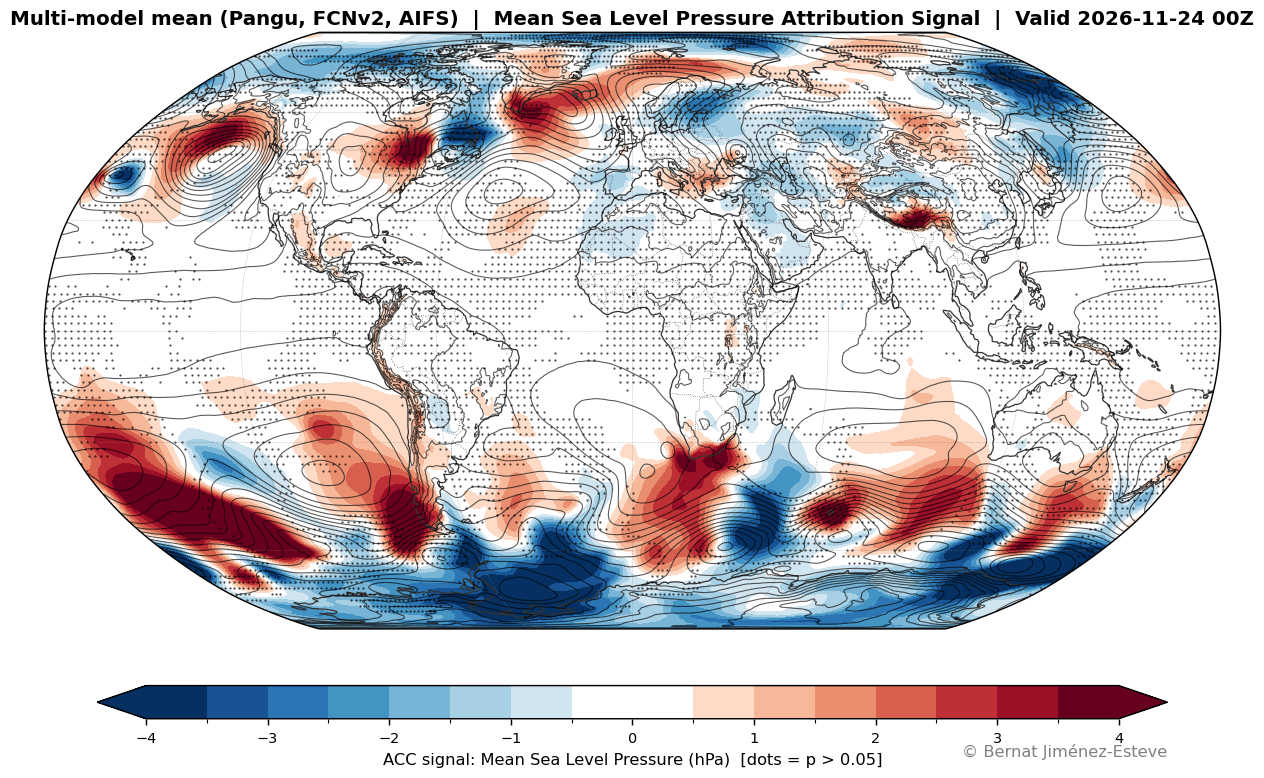 Multi-model mean (Pangu, FCNv2, AIFS)  |  Mean Sea Level Pressure Attribution Signal  |  Valid 2026-11-24 00Z
−4 −3 −2 −1 0 1 2 3 4
ACC signal: Mean Sea Level Pressure (hPa)  [dots = p > 0.05]
© Bernat Jiménez-Esteve